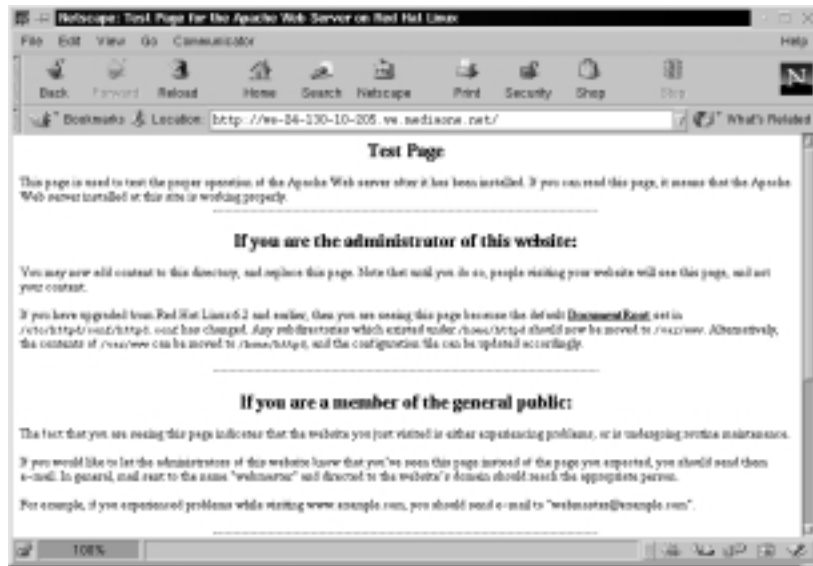 Netscape: Test Page for the Apache Web Server on Red Hat Linux
File Edit View Go Communicator Help
Back Forward Reload Home Search Netscape Print Security Shop Stop
Bookmarks Location: http://we-24-130-10-205.we.mediaone.net/ What's Related
Test Page
This page is used to test the proper operation of the Apache Web server after it has been installed. If you can read this page, it means that the Apache
Web server installed at this site is working properly.
If you are the administrator of this website:
You may now add content to this directory, and replace this page. Note that until you do so, people visiting your website will see this page, and not
your content.
If you have upgraded from Red Hat Linux 6.2 and earlier, then you are seeing this page because the default DocumentRoot set in
/etc/httpd/conf/httpd.conf has changed. Any subdirectories which existed under /home/httpd should now be moved to /var/www. Alternatively,
the contents of /var/www can be moved to /home/httpd, and the configuration file can be updated accordingly.
If you are a member of the general public:
The fact that you are seeing this page indicates that the website you just visited is either experiencing problems, or is undergoing routine maintenance.
If you would like to let the administrators of this website know that you've seen this page instead of the page you expected, you should send them
e-mail. In general, mail sent to the name "webmaster" and directed to the website's domain should reach the appropriate person.
For example, if you experienced problems while visiting www.example.com, you should send e-mail to "webmaster@example.com".
100%